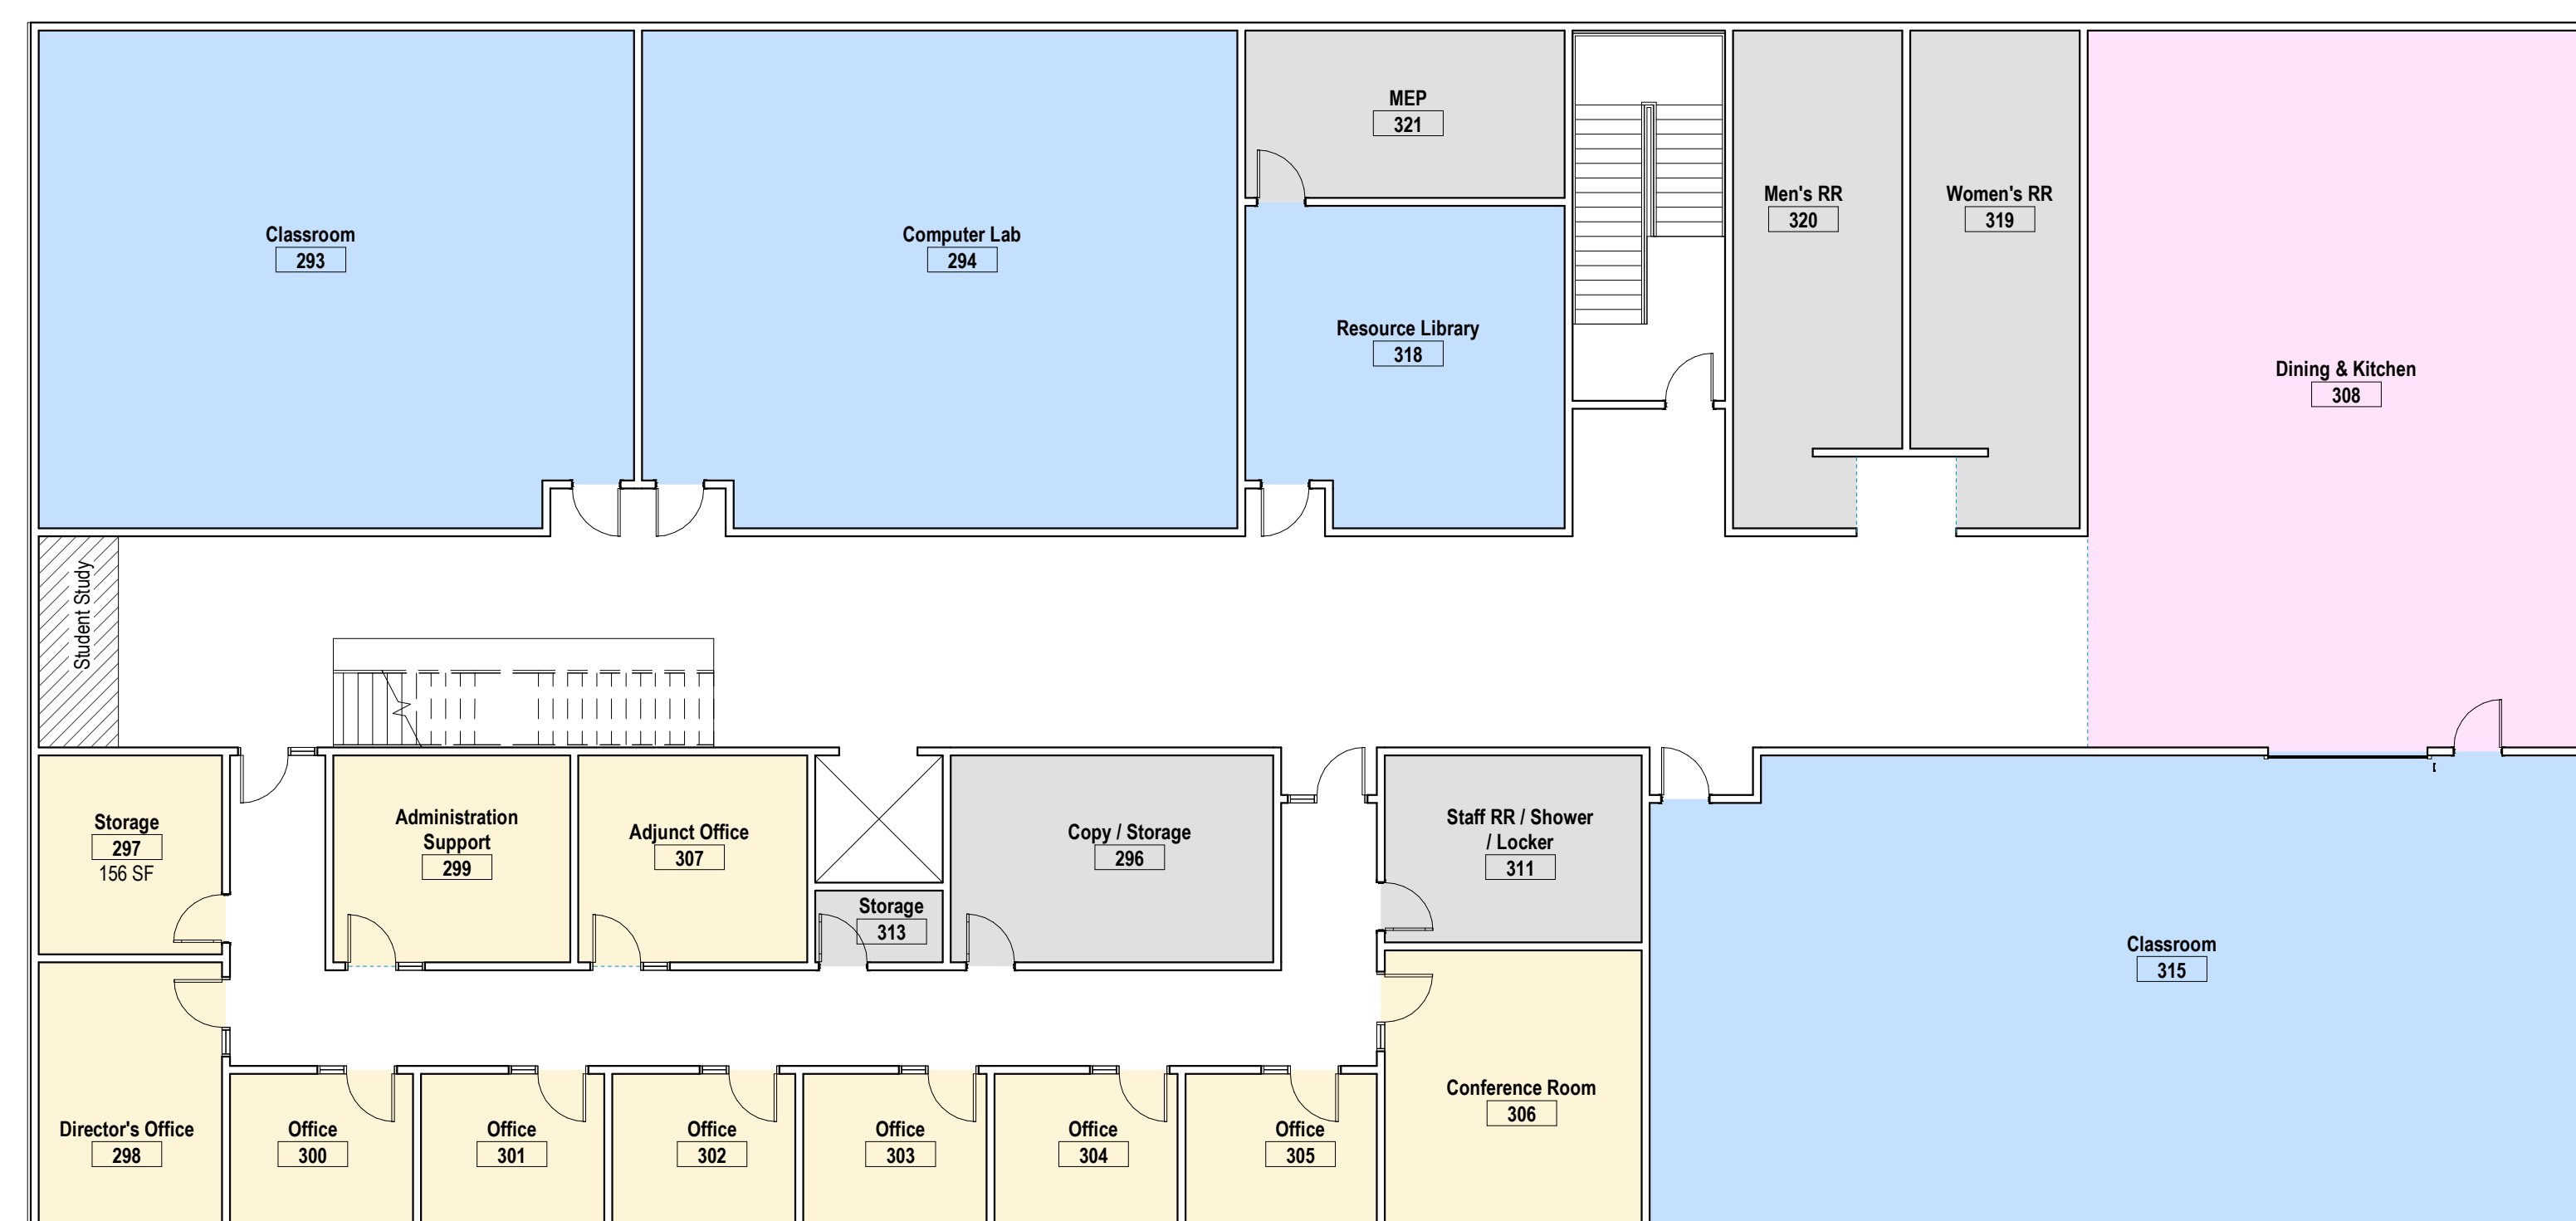 MEP
321
Men's RR
320
Women's RR
319
Classroom
293
Computer Lab
294
Resource Library
318
Dining & Kitchen
308
Student Study
Storage
297
156 SF
Administration
Support
299
Adjunct Office
307
Copy / Storage
296
Staff RR / Shower
/ Locker
311
Storage
313
Classroom
315
Conference Room
306
Director's Office
298
Office
300
Office
301
Office
302
Office
303
Office
304
Office
305